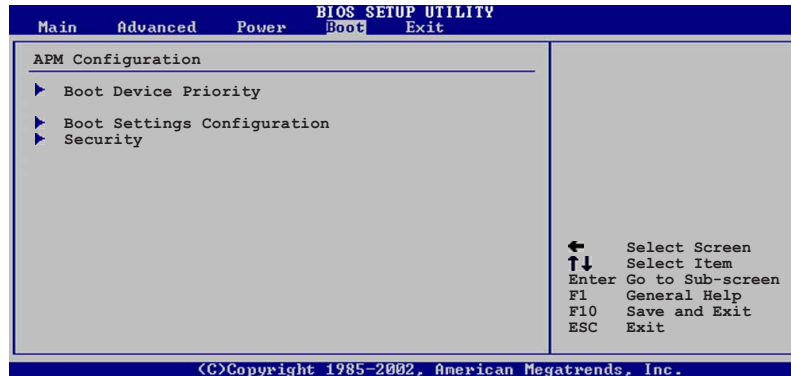 BIOS SETUP UTILITY
Main Advanced Power Boot Exit
APM Configuration
Boot Device Priority
Boot Settings Configuration
Security
← Select Screen
↑↓ Select Item
Enter Go to Sub-screen
F1 General Help
F10 Save and Exit
ESC Exit
(C)Copyright 1985-2002, American Megatrends, Inc.